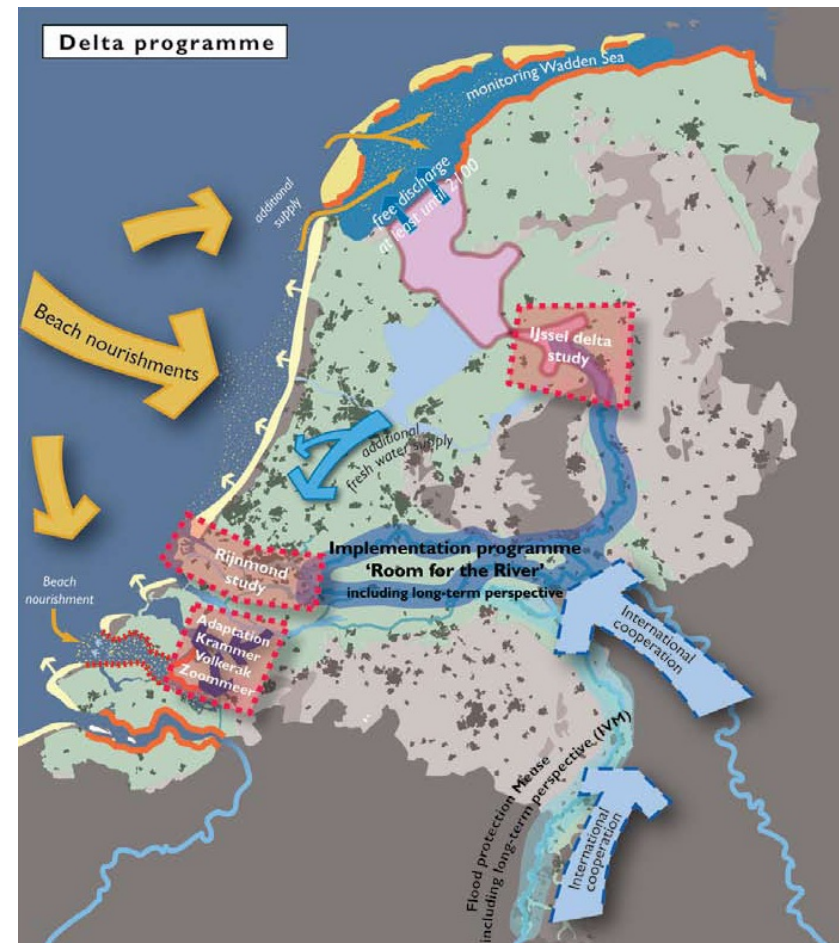 Delta programme
monitoring Wadden Sea
additional
supply
free discharge
at least until 2100
Beach nourishments
IJssel delta
study
additional
fresh water supply
Rijnmond
study
Implementation programme
'Room for the River'
including long-term perspective
Beach
nourishment
Adaptation
Krammer
Volkerak
Zoommeer
International
cooperation
Flood protection Meuse
including long-term perspective (IVM)
International
cooperation